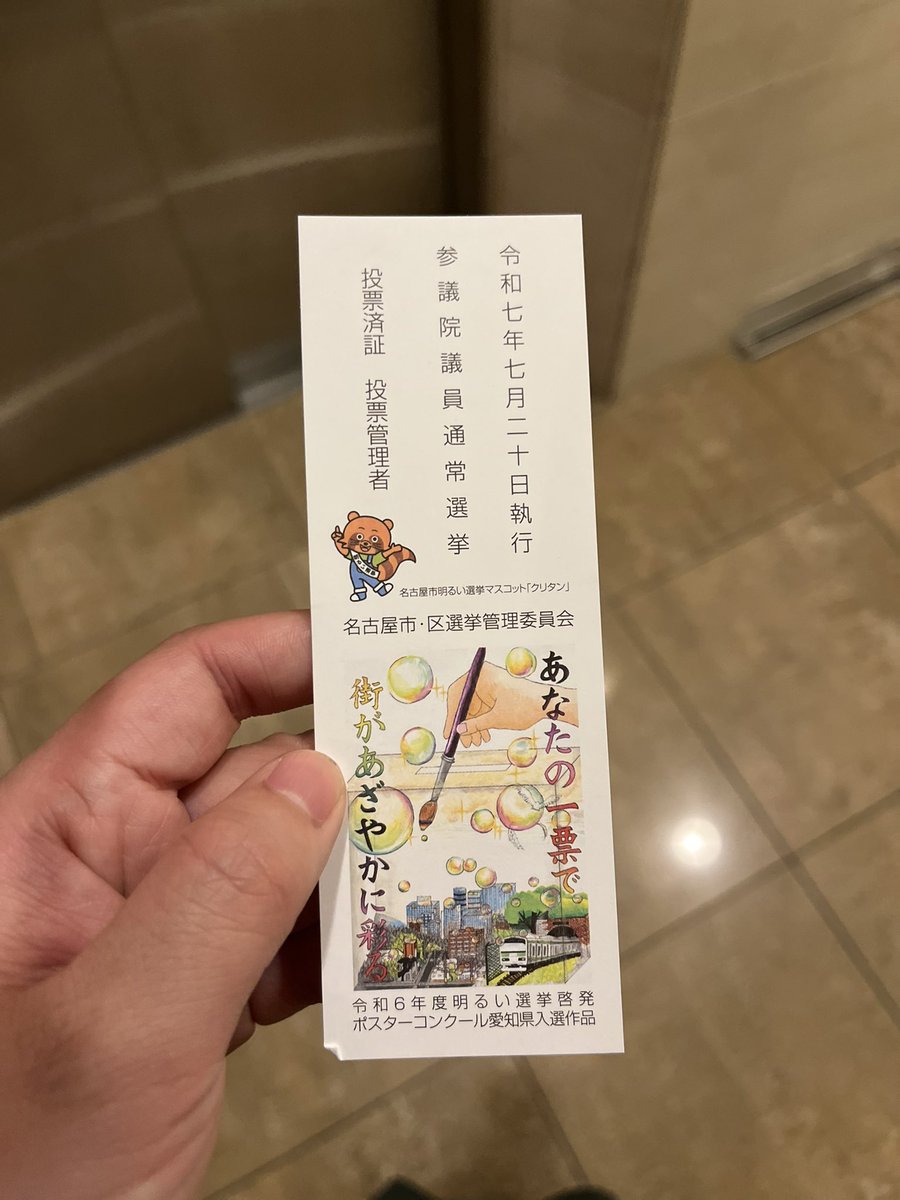 令和七年七月二十日執行
参議院議員通常選挙
投票済証 投票管理者
名古屋市明るい選挙マスコット「クリタン」
名古屋市・区選挙管理委員会
あなたの一票で
街があざやかに彩る
令和6年度明るい選挙啓発
ポスターコンクール愛知県入選作品